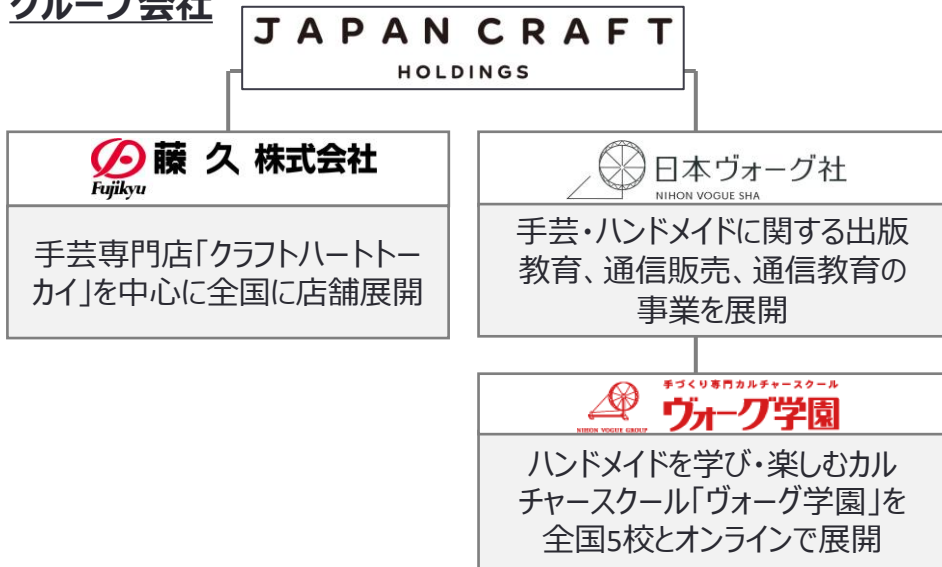 グループ会社
JAPAN CRAFT
HOLDINGS
藤久株式会社
Fujikyu
手芸専門店「クラフトハートトー
カイ」を中心に全国に店舗展開
日本ヴォーグ社
NIHON VOGUE SHA
手芸・ハンドメイドに関する出版
教育、通信販売、通信教育の
事業を展開
手づくり専門カルチャースクール
ヴォーグ学園
NIHON VOGUE GROUP
ハンドメイドを学び・楽しむカル
チャースクール「ヴォーグ学園」を
全国5校とオンラインで展開